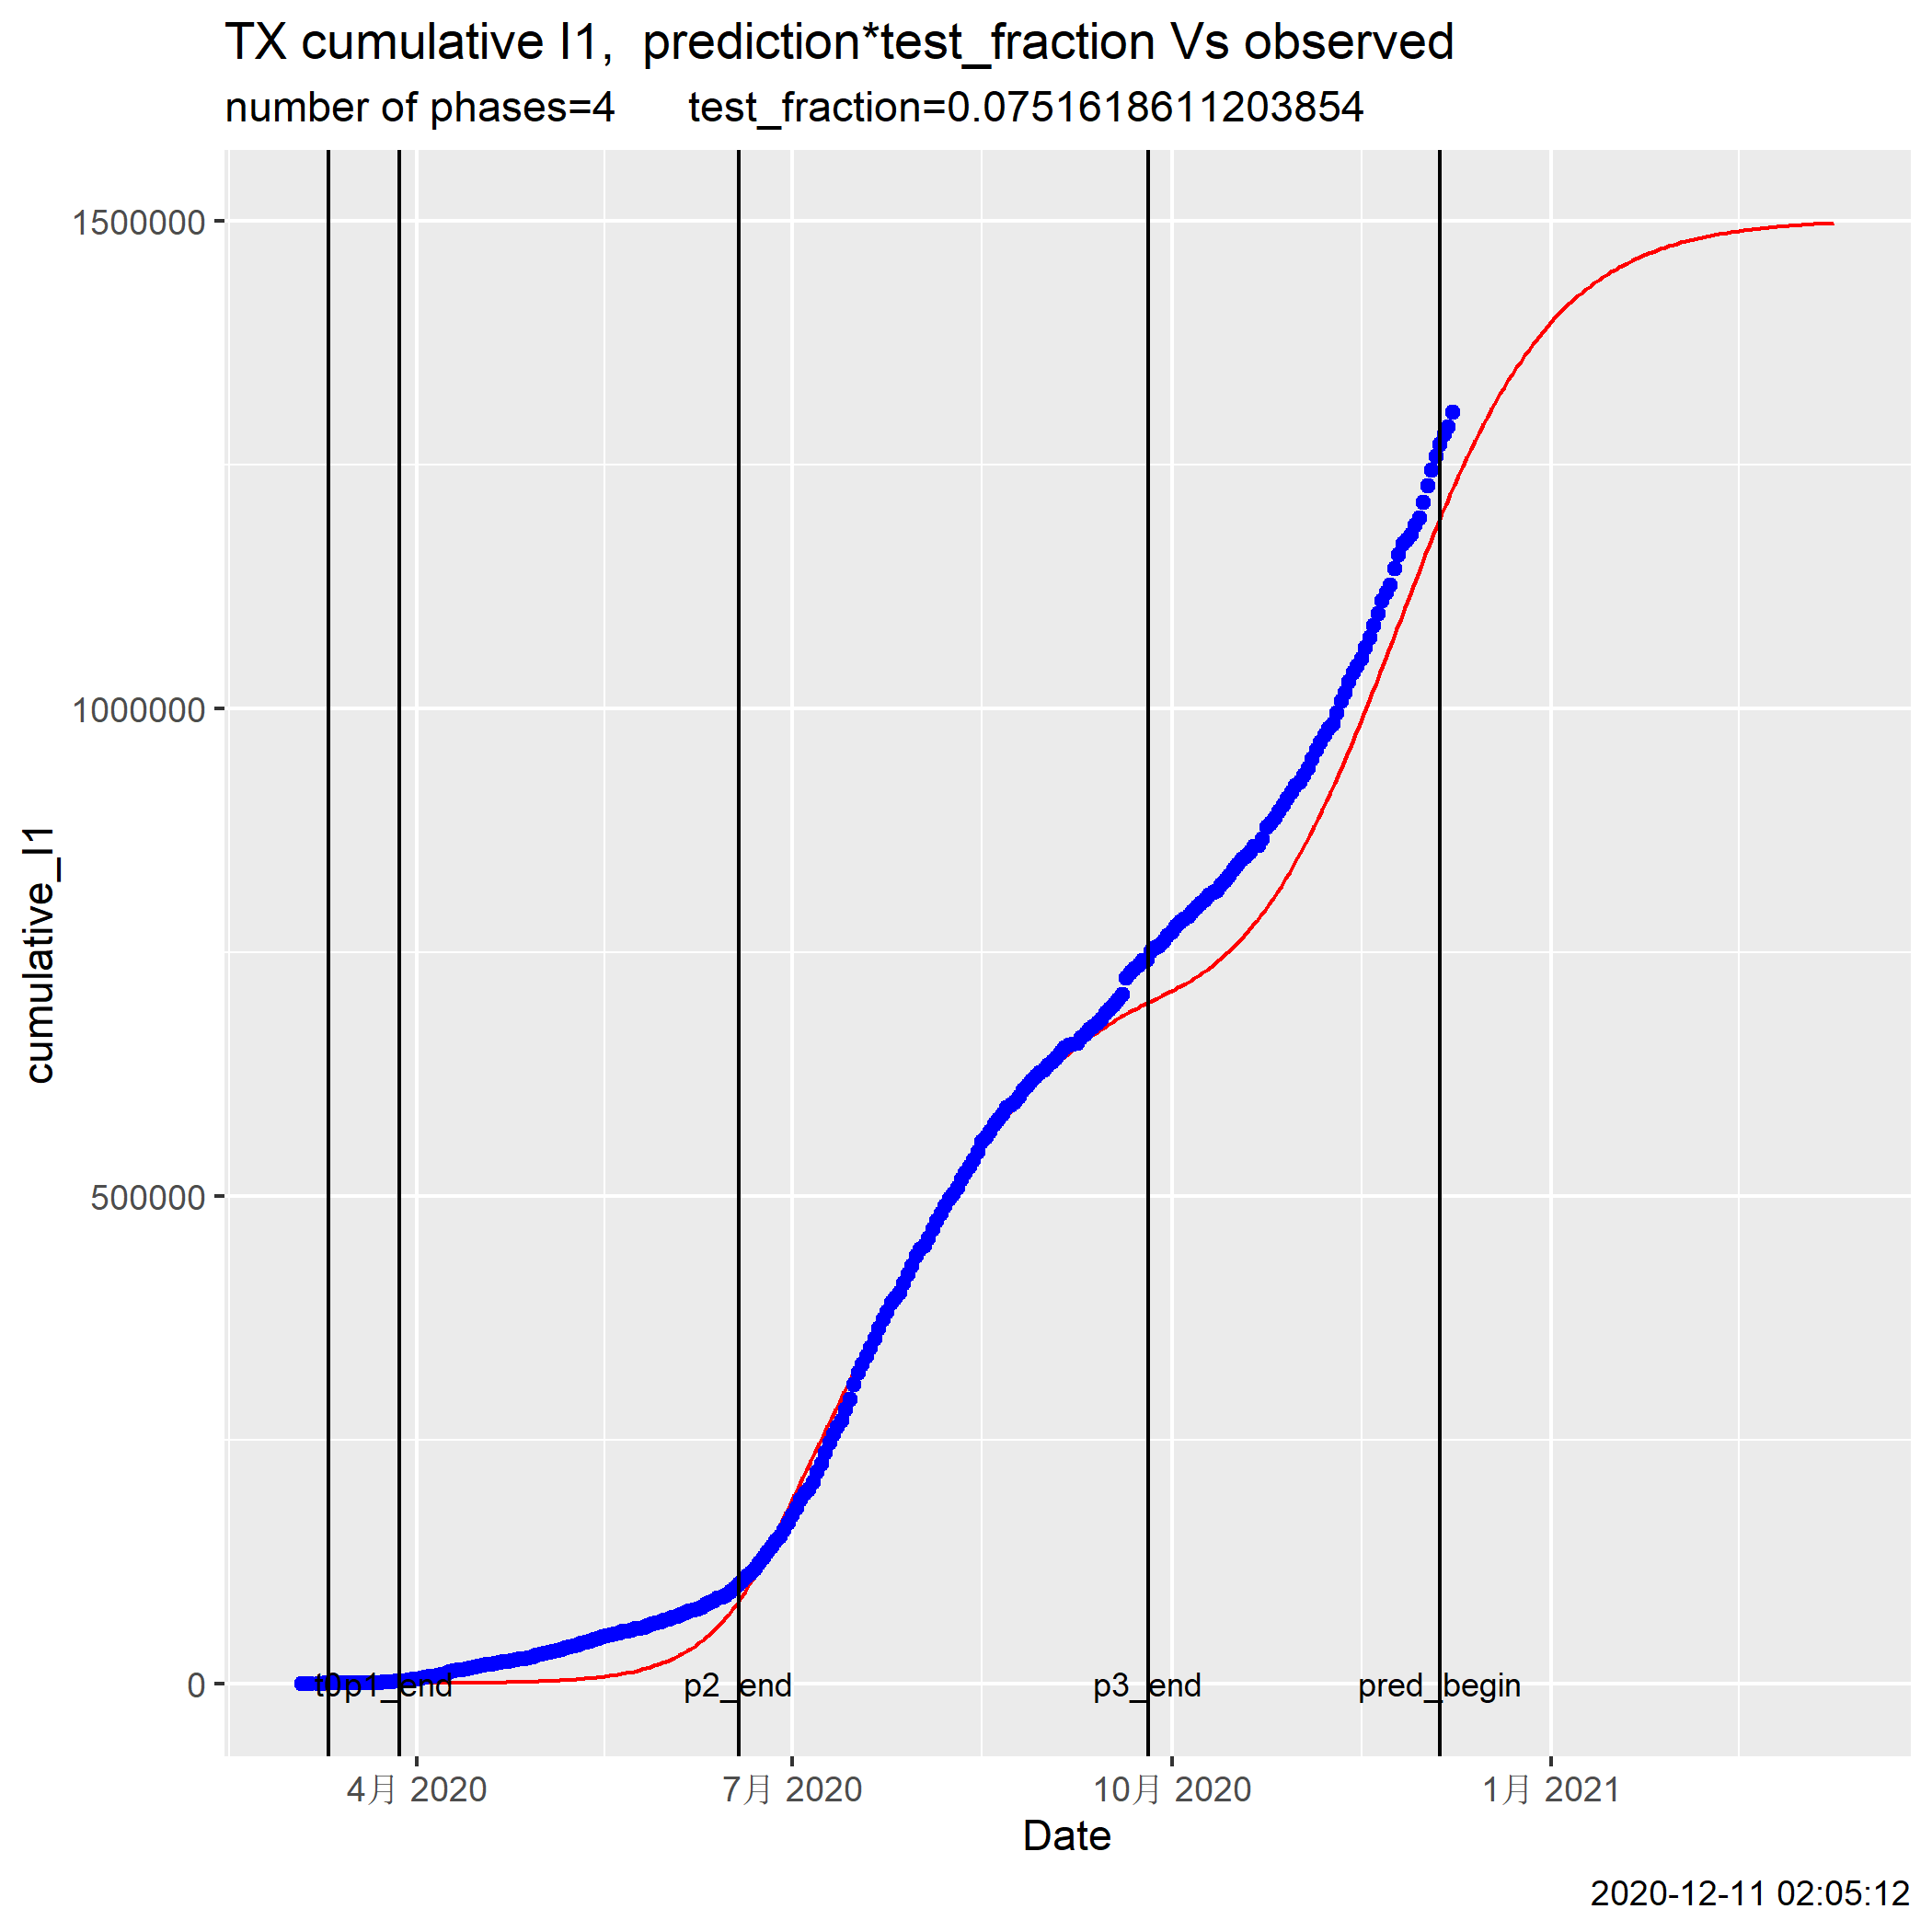 TX cumulative I1,  prediction*test_fraction Vs observed
number of phases=4      test_fraction=0.0751618611203854
1500000
1000000
500000
0
cumulative_I1
t0 p1_end p2_end p3_end pred_begin
4月 2020 7月 2020 10月 2020 1月 2021
Date
2020-12-11 02:05:12